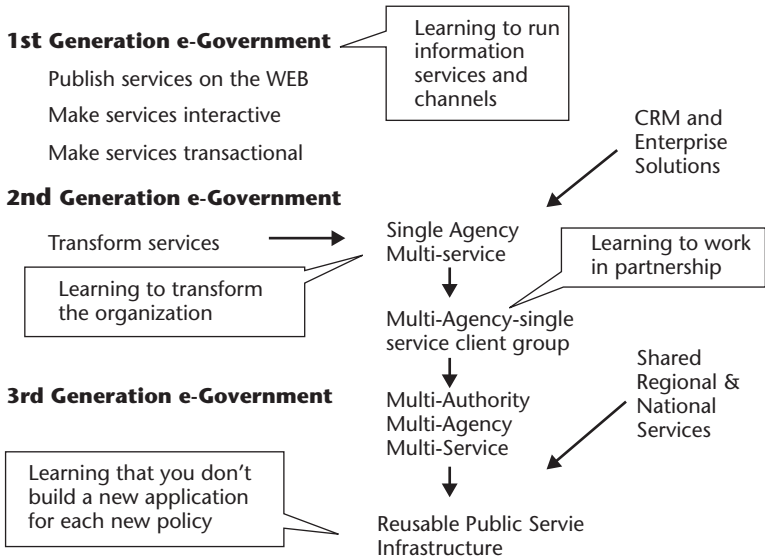 1st Generation e-Government
Learning to run
information
services and
channels
Publish services on the WEB
Make services interactive
Make services transactional
CRM and
Enterprise
Solutions
2nd Generation e-Government
Transform services
Single Agency
Multi-service
Learning to work
in partnership
Learning to transform
the organization
Multi-Agency-single
service client group
Shared
Regional &
National
Services
3rd Generation e-Government
Multi-Authority
Multi-Agency
Multi-Service
Learning that you don’t
build a new application
for each new policy
Reusable Public Servie
Infrastructure